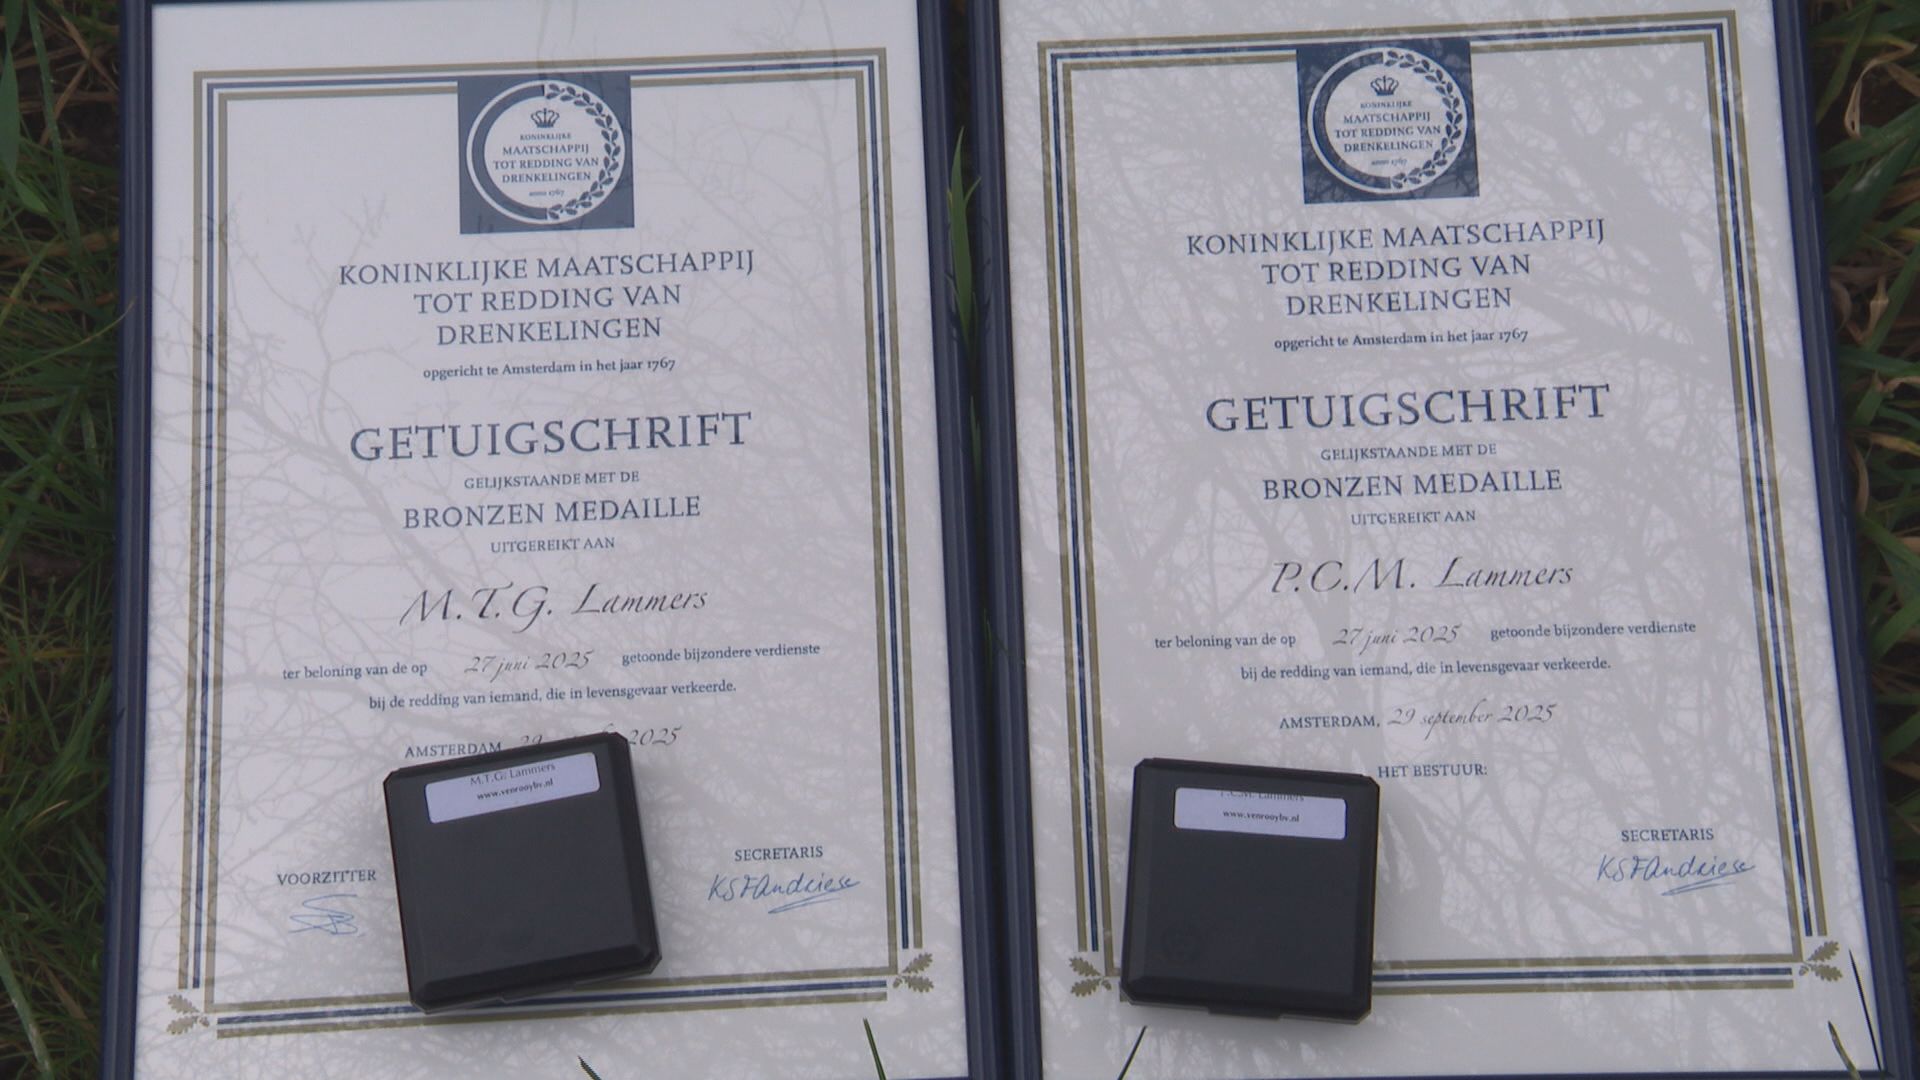 KONINKLIJKE
MAATSCHAPPIJ
TOT REDDING VAN
DRENKELINGEN
anno 1767
KONINKLIJKE MAATSCHAPPIJ
TOT REDDING VAN
DRENKELINGEN
opgericht te Amsterdam in het jaar 1767
GETUIGSCHRIFT
GELIJKSTAANDE MET DE
BRONZEN MEDAILLE
UITGEREIKT AAN
M.T.G. Lammers
ter beloning van de op 27 juni 2025 getoonde bijzondere verdienste
bij de redding van iemand, die in levensgevaar verkeerde.
AMSTERDAM, 29 2025
M.T.G. Lammers
www.venrooybv.nl
VOORZITTER
SECRETARIS
KSFAndriese
KONINKLIJKE
MAATSCHAPPIJ
TOT REDDING VAN
DRENKELINGEN
anno 1767
KONINKLIJKE MAATSCHAPPIJ
TOT REDDING VAN
DRENKELINGEN
opgericht te Amsterdam in het jaar 1767
GETUIGSCHRIFT
GELIJKSTAANDE MET DE
BRONZEN MEDAILLE
UITGEREIKT AAN
P.C.M. Lammers
ter beloning van de op 27 juni 2025 getoonde bijzondere verdienste
bij de redding van iemand, die in levensgevaar verkeerde.
AMSTERDAM, 29 september 2025
HET BESTUUR:
P.C.M. Lammers
www.venrooybv.nl
SECRETARIS
KSFAndriese